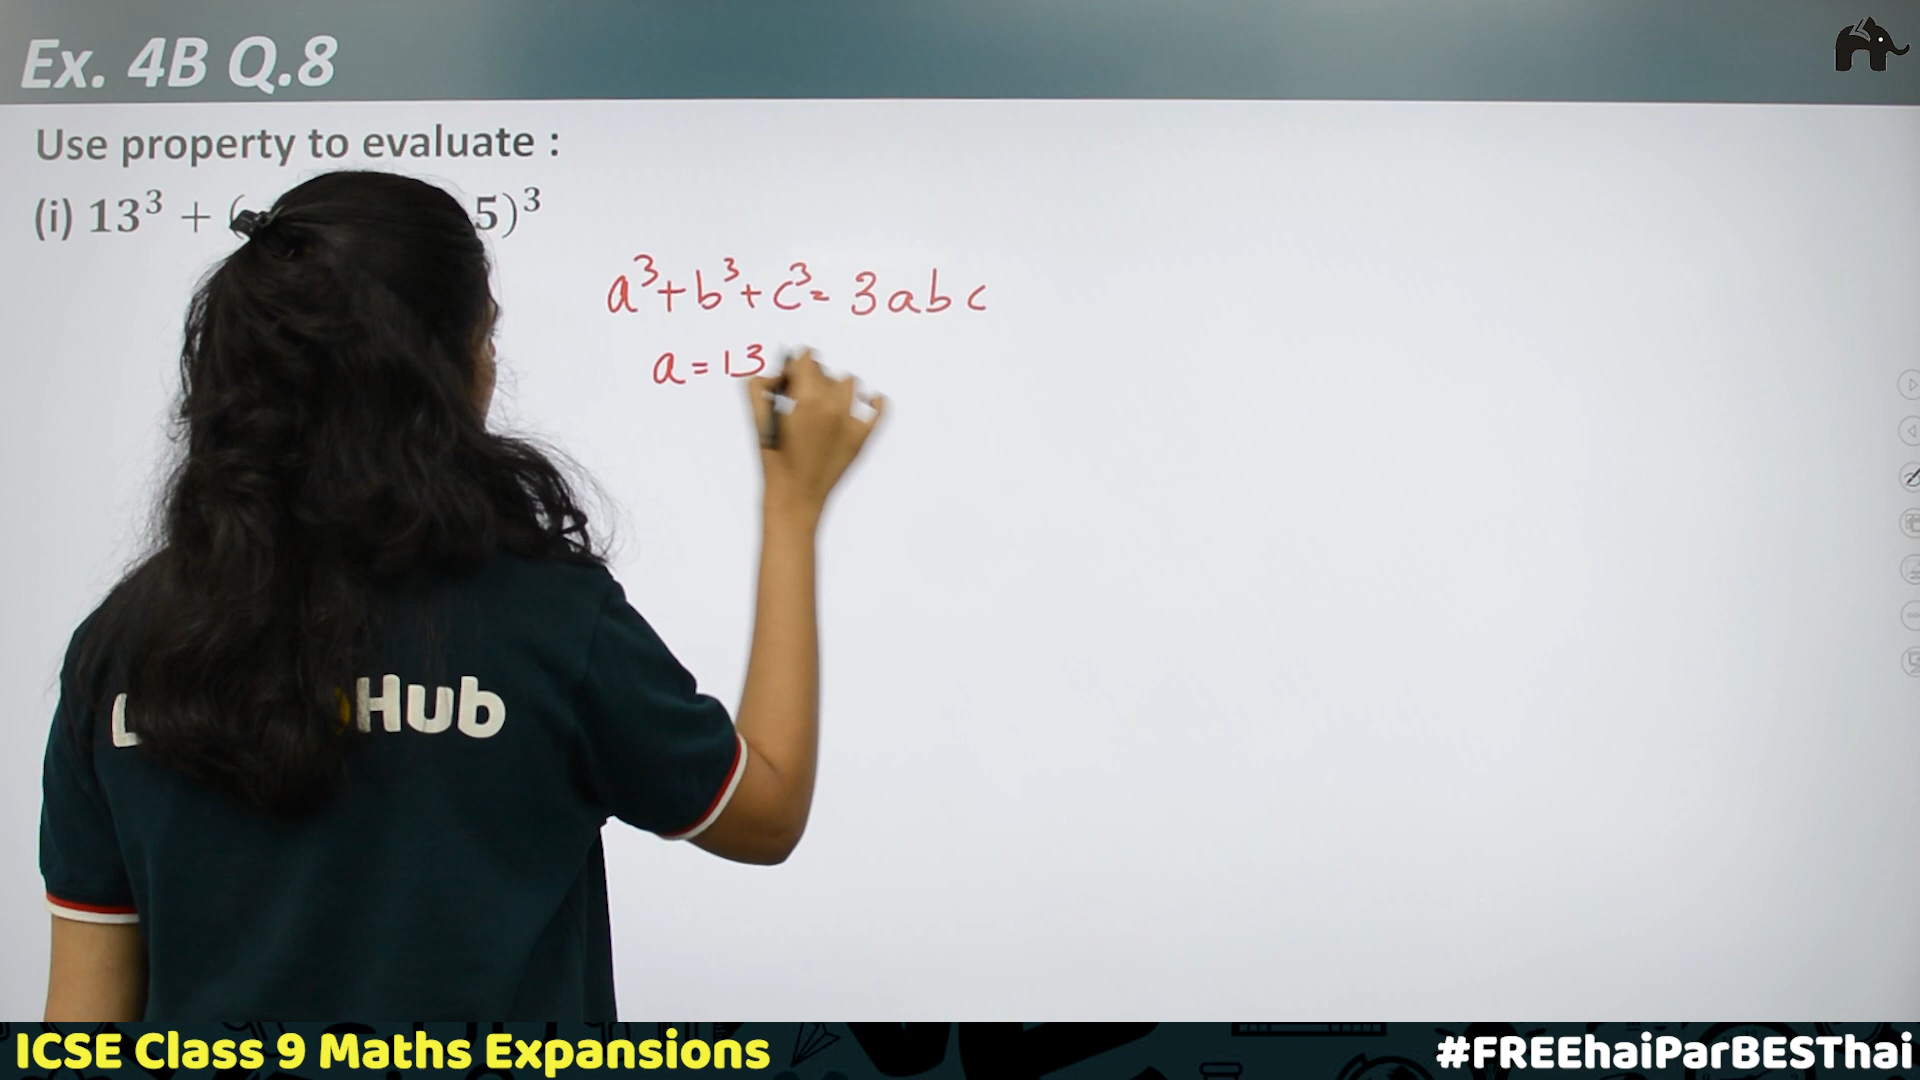 Ex. 4B Q.8
Use property to evaluate :
(i) 13³ + ( 5)³
a³+b³+c³= 3abc
a = 13
Hub
ICSE Class 9 Maths Expansions
#FREEhaiParBESThai